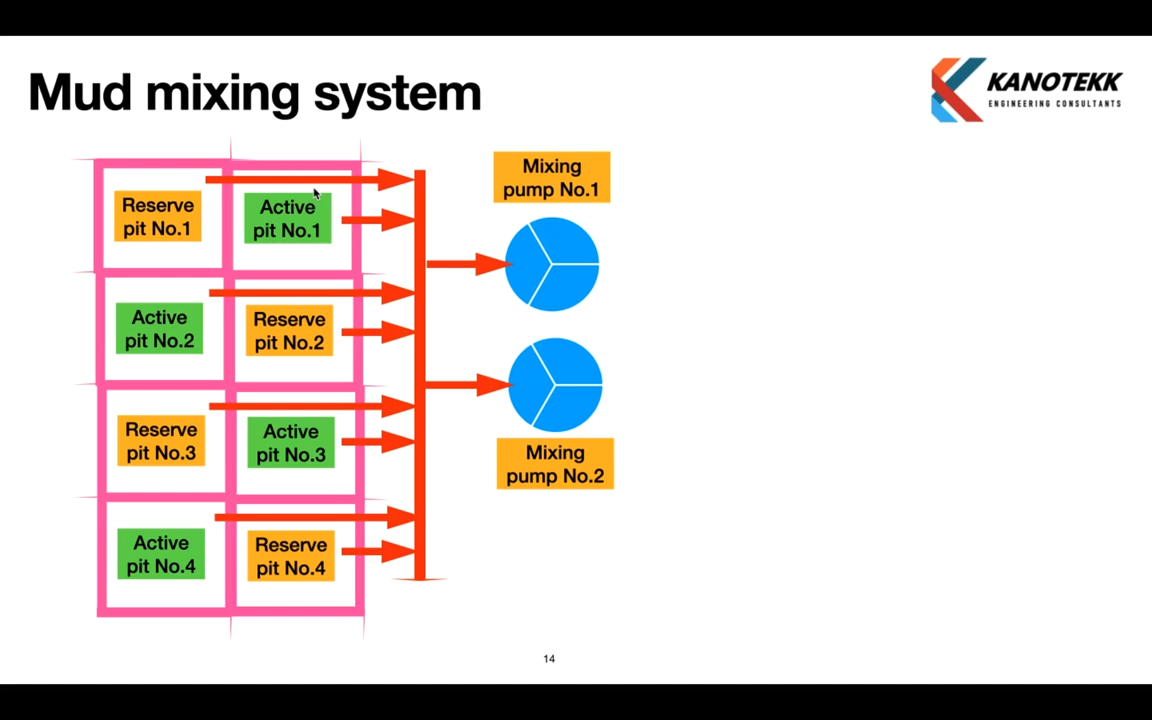 Mud mixing system
KANOTEKK
ENGINEERING CONSULTANTS
Mixing
pump No.1
Reserve
pit No.1
Active
pit No.1
Active
pit No.2
Reserve
pit No.2
Reserve
pit No.3
Active
pit No.3
Mixing
pump No.2
Active
pit No.4
Reserve
pit No.4
14